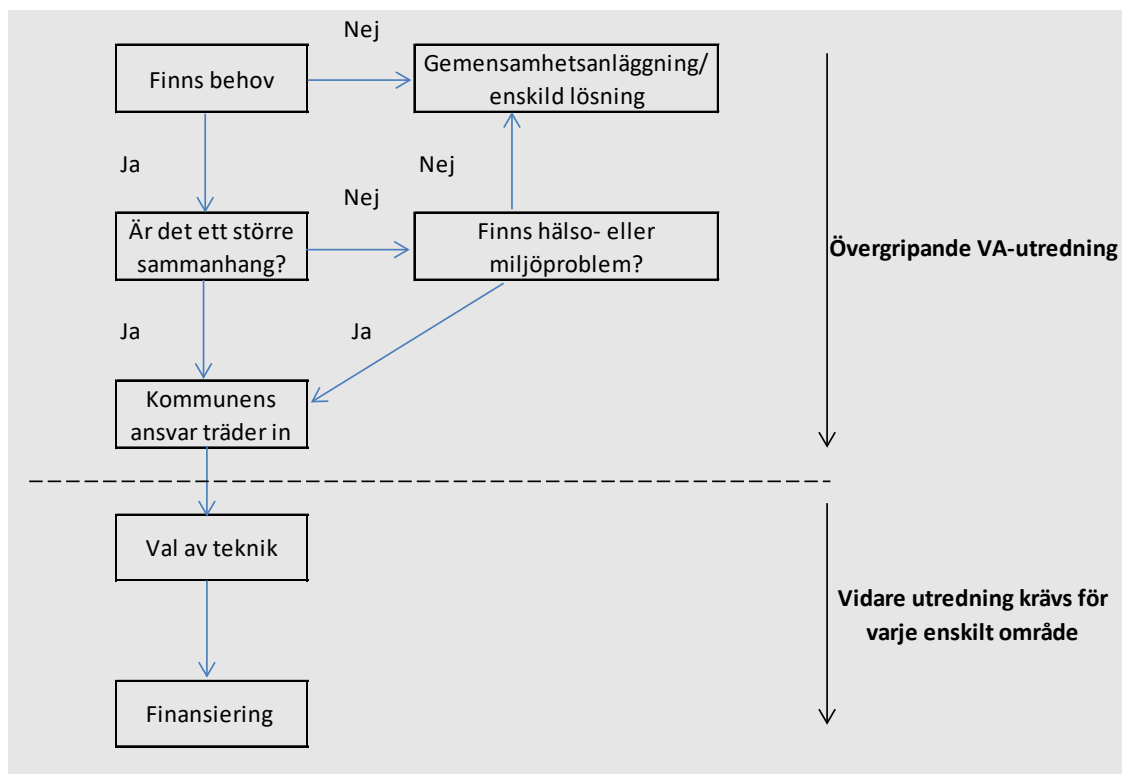 Nej
Finns behov
Gemensamhetsanläggning/
enskild lösning
Ja
Nej
Nej
Är det ett större
sammanhang?
Finns hälso- eller
miljöproblem?
Övergripande VA-utredning
Ja
Ja
Kommunens
ansvar träder in
Val av teknik
Vidare utredning krävs för
varje enskilt område
Finansiering